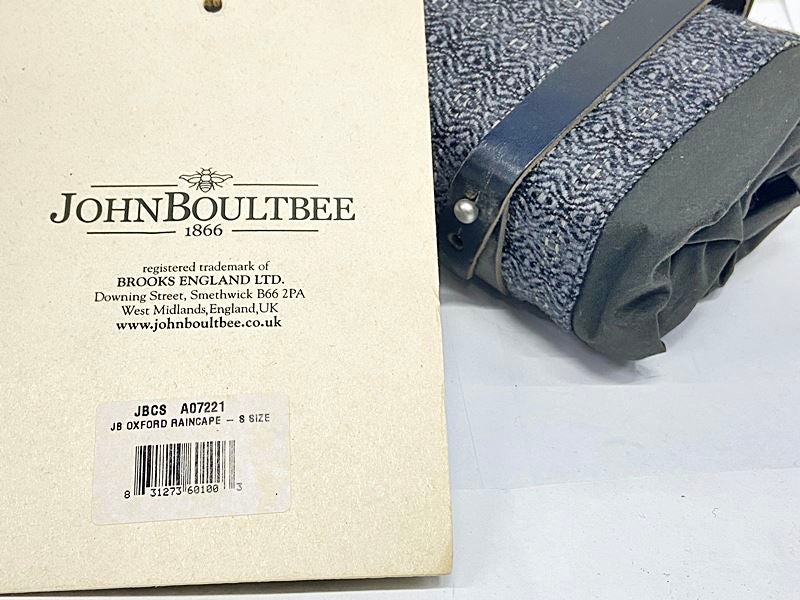 JOHNBOULTBEE
1866
registered trademark of
BROOKS ENGLAND LTD.
Downing Street, Smethwick B66 2PA
West Midlands,England,UK
www.johnboultbee.co.uk
JBCS A07221
JB OXFORD RAINCAPE – S SIZE
8 31273 60100 3